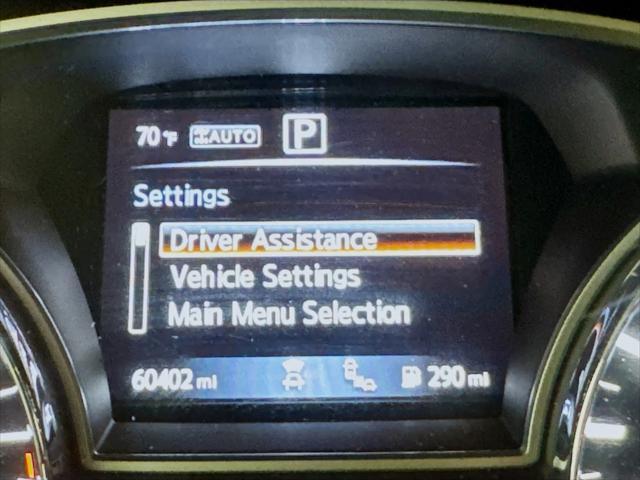 70°F AUTO P
Settings
Driver Assistance
Vehicle Settings
Main Menu Selection
60402 mi 290 mi